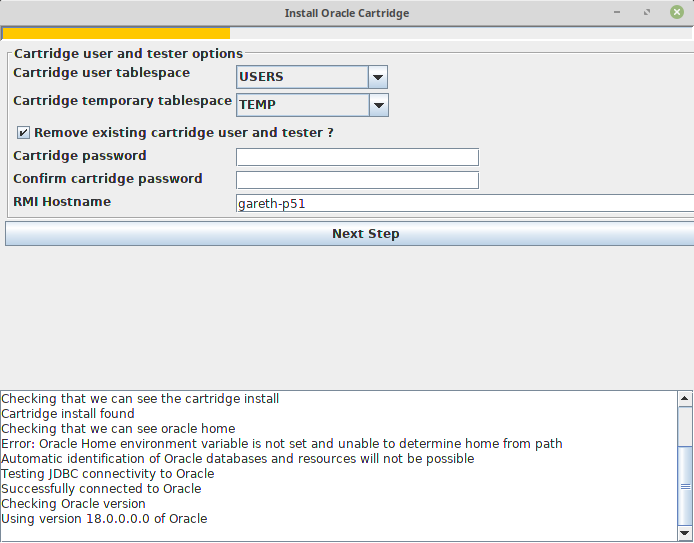 Install Oracle Cartridge
Cartridge user and tester options
Cartridge user tablespace USERS
Cartridge temporary tablespace TEMP
Remove existing cartridge user and tester ?
Cartridge password
Confirm cartridge password
RMI Hostname gareth-p51
Next Step
Checking that we can see the cartridge install
Cartridge install found
Checking that we can see oracle home
Error: Oracle Home environment variable is not set and unable to determine home from path
Automatic identification of Oracle databases and resources will not be possible
Testing JDBC connectivity to Oracle
Successfully connected to Oracle
Checking Oracle version
Using version 18.0.0.0.0 of Oracle